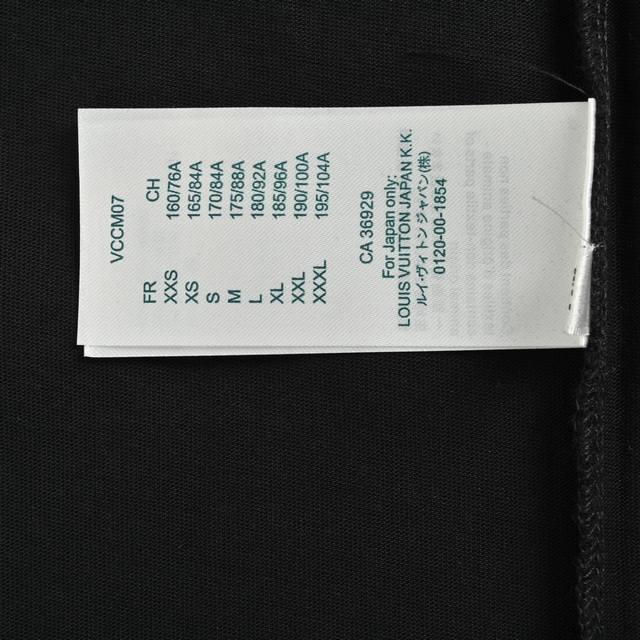 VCCM07
FR CH
XXS 160/76A
XS 165/84A
S 170/84A
M 175/88A
L 180/92A
XL 185/96A
XXL 190/100A
XXXL 195/104A
CA 36929
For Japan only:
LOUIS VUITTON JAPAN K.K.
ルイ・ヴィトンジャパン(株)
0120-00-1854